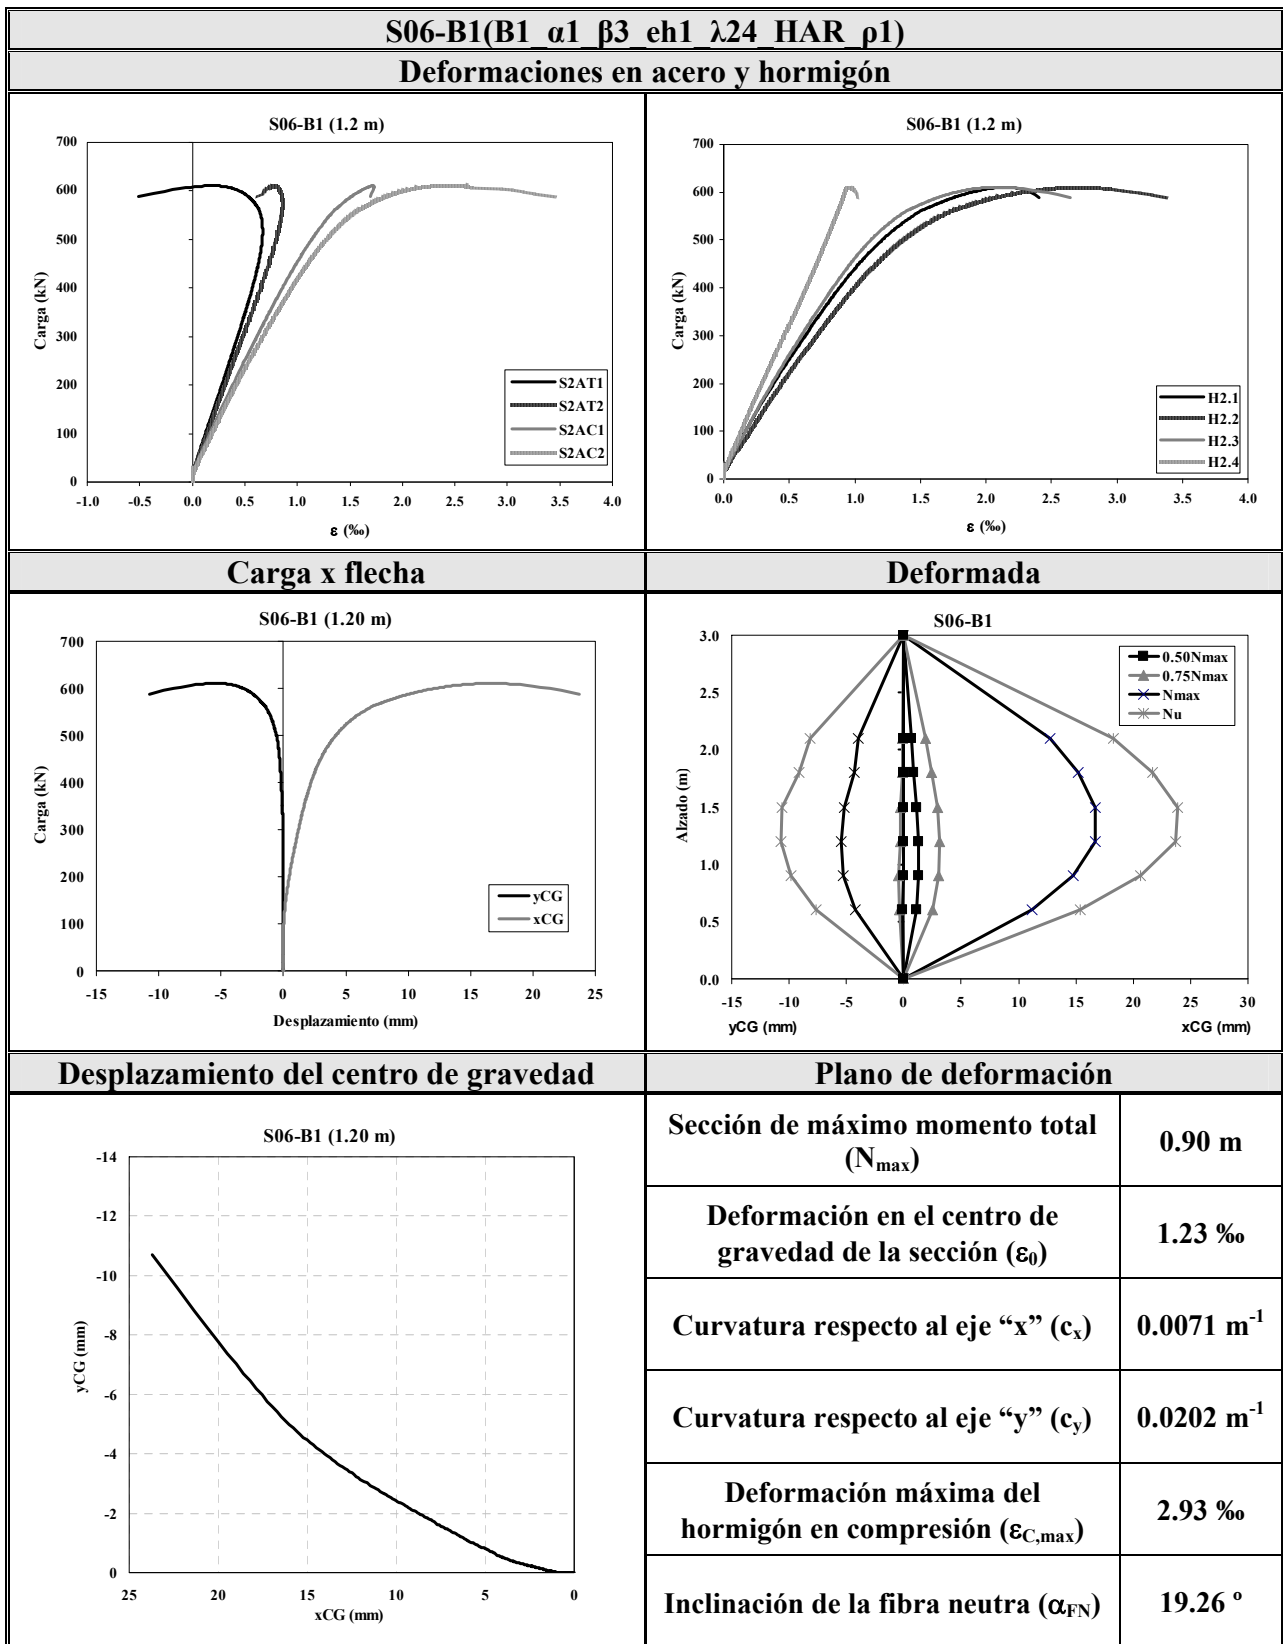 S06-B1(B1_α1_β3_eh1_λ24_HAR_ρ1)
Deformaciones en acero y hormigón
S06-B1 (1.2 m)
700
600
500
400
300
200
100
0
Carga (kN)
-1.0 -0.5 0.0 0.5 1.0 1.5 2.0 2.5 3.0 3.5 4.0
ε (‰)
S2AT1
S2AT2
S2AC1
S2AC2
S06-B1 (1.2 m)
700
600
500
400
300
200
100
0
Carga (kN)
0.0 0.5 1.0 1.5 2.0 2.5 3.0 3.5 4.0
ε (‰)
H2.1
H2.2
H2.3
H2.4
Carga x flecha
Deformada
S06-B1 (1.20 m)
700
600
500
400
300
200
100
0
Carga (kN)
-15 -10 -5 0 5 10 15 20 25
Desplazamiento (mm)
yCG
xCG
S06-B1
3.0
2.5
2.0
1.5
1.0
0.5
0.0
Alzado (m)
-15 -10 -5 0 5 10 15 20 25 30
yCG (mm) xCG (mm)
0.50Nmax
0.75Nmax
Nmax
Nu
Desplazamiento del centro de gravedad
Plano de deformación
S06-B1 (1.20 m)
-14
-12
-10
-8
-6
-4
-2
0
yCG (mm)
25 20 15 10 5 0
xCG (mm)
Sección de máximo momento total
(Nmax)
0.90 m
Deformación en el centro de
gravedad de la sección (ε0)
1.23 ‰
Curvatura respecto al eje “x” (cx)
0.0071 m-1
Curvatura respecto al eje “y” (cy)
0.0202 m-1
Deformación máxima del
hormigón en compresión (εC,max)
2.93 ‰
Inclinación de la fibra neutra (αFN)
19.26 º